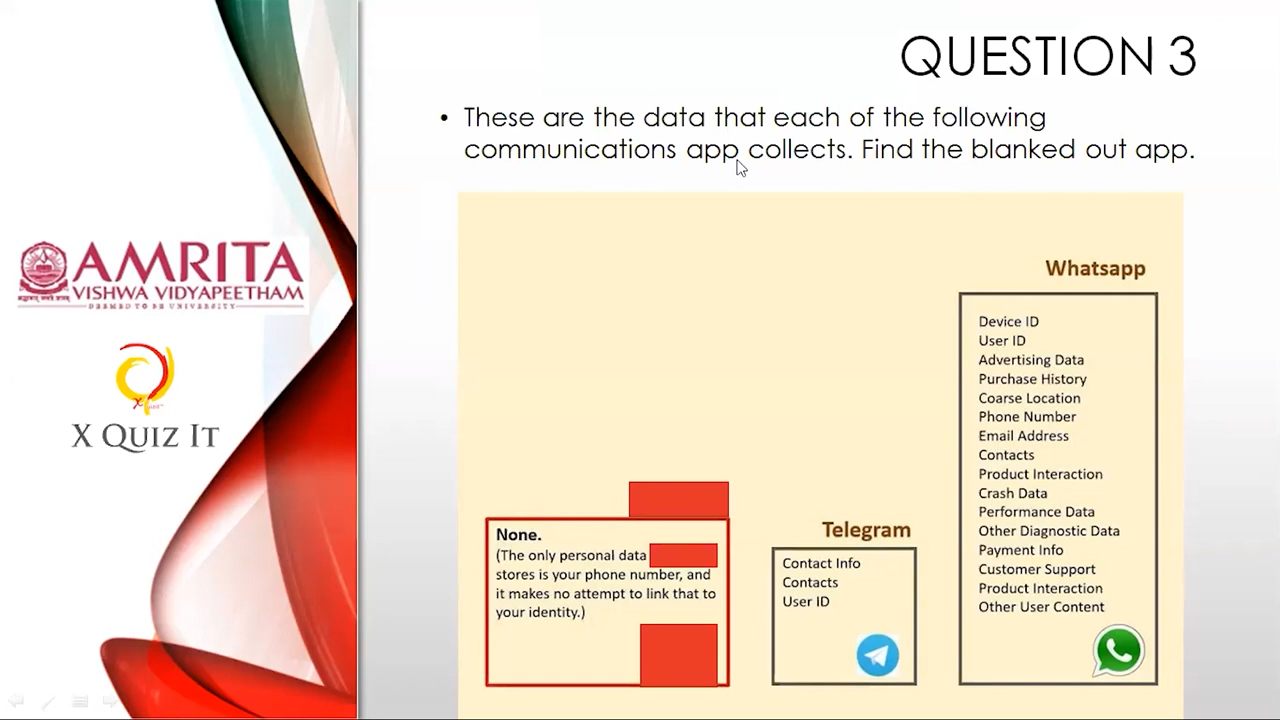 QUESTION 3
• These are the data that each of the following
communications app collects. Find the blanked out app.
AMRITA
VISHWA VIDYAPEETHAM
DEEMED TO BE UNIVERSITY
X QUIZ IT
None.
(The only personal data
stores is your phone number, and
it makes no attempt to link that to
your identity.)
Telegram
Contact Info
Contacts
User ID
Whatsapp
Device ID
User ID
Advertising Data
Purchase History
Coarse Location
Phone Number
Email Address
Contacts
Product Interaction
Crash Data
Performance Data
Other Diagnostic Data
Payment Info
Customer Support
Product Interaction
Other User Content